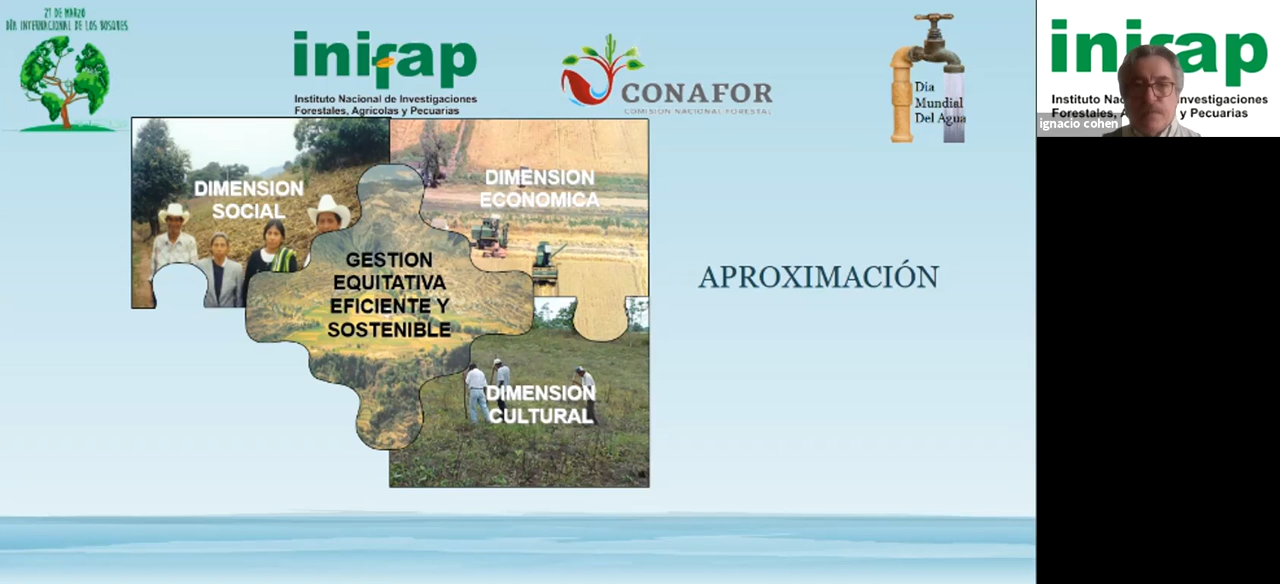 21 DE MARZO
DÍA INTERNACIONAL DE LOS BOSQUES
inifap
Instituto Nacional de Investigaciones
Forestales, Agrícolas y Pecuarias
CONAFOR
COMISIÓN NACIONAL FORESTAL
Día
Mundial
Del Agua
inifap
Instituto Nac nvestigaciones
Forestales, A y Pecuarias
ignacio cohen
DIMENSION
SOCIAL
DIMENSION
ECONOMICA
GESTION
EQUITATIVA
EFICIENTE Y
SOSTENIBLE
DIMENSION
CULTURAL
APROXIMACIÓN